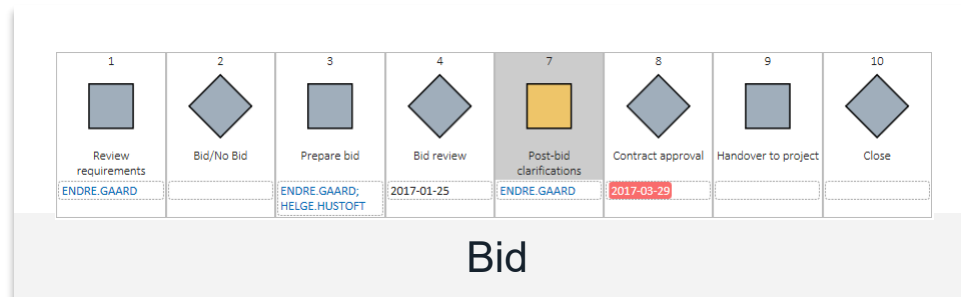 1 2 3 4 7 8 9 10
Review requirements Bid/No Bid Prepare bid Bid review Post-bid clarifications Contract approval Handover to project Close
ENDRE.GAARD ENDRE.GAARD; HELGE.HUSTOFT 2017-01-25 ENDRE.GAARD 2017-03-29
Bid